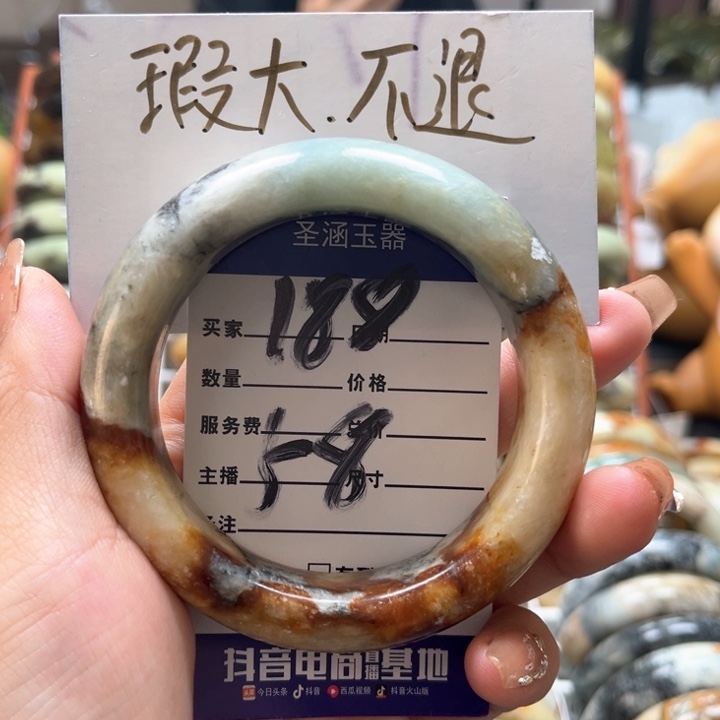 瑕大.不退
圣涵玉器
买家 188
数量 价格
服务费
主播 58 尺寸
抖音电商直播基地
今日头条 抖音 西瓜视频 抖音火山版